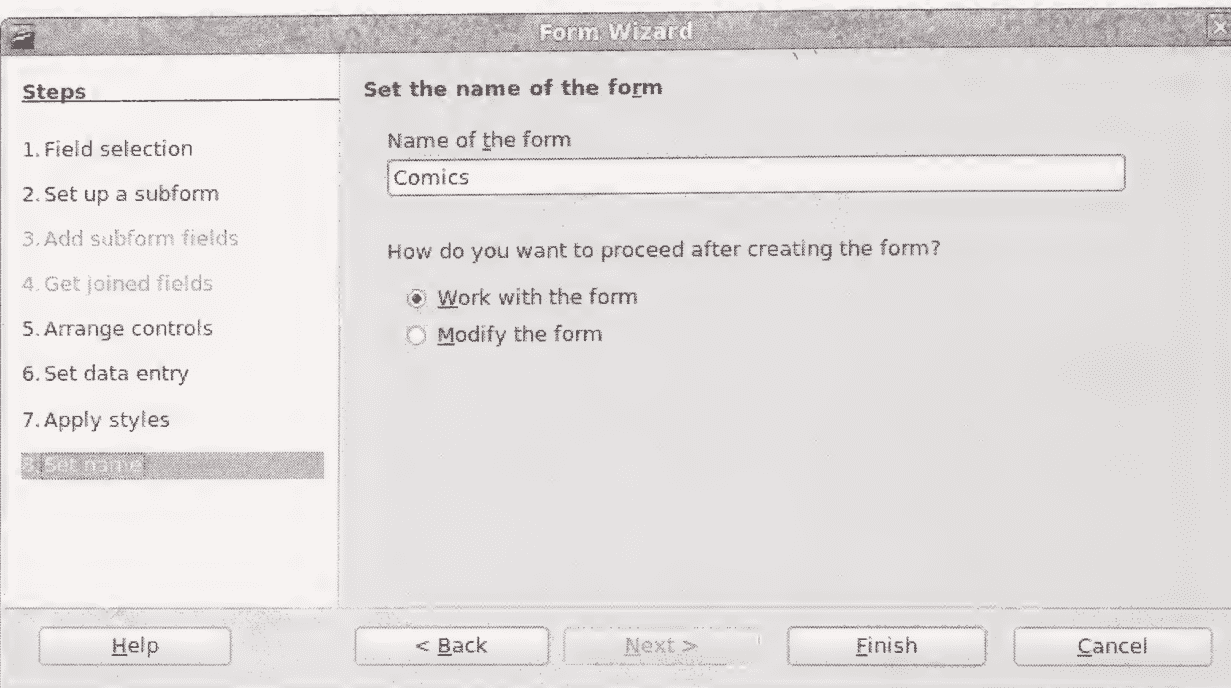 Form Wizard
Steps
1. Field selection
2. Set up a subform
3. Add subform fields
4. Get joined fields
5. Arrange controls
6. Set data entry
7. Apply styles
8. Set name
Set the name of the form
Name of the form
Comics
How do you want to proceed after creating the form?
Work with the form
Modify the form
Help
< Back
Next >
Finish
Cancel